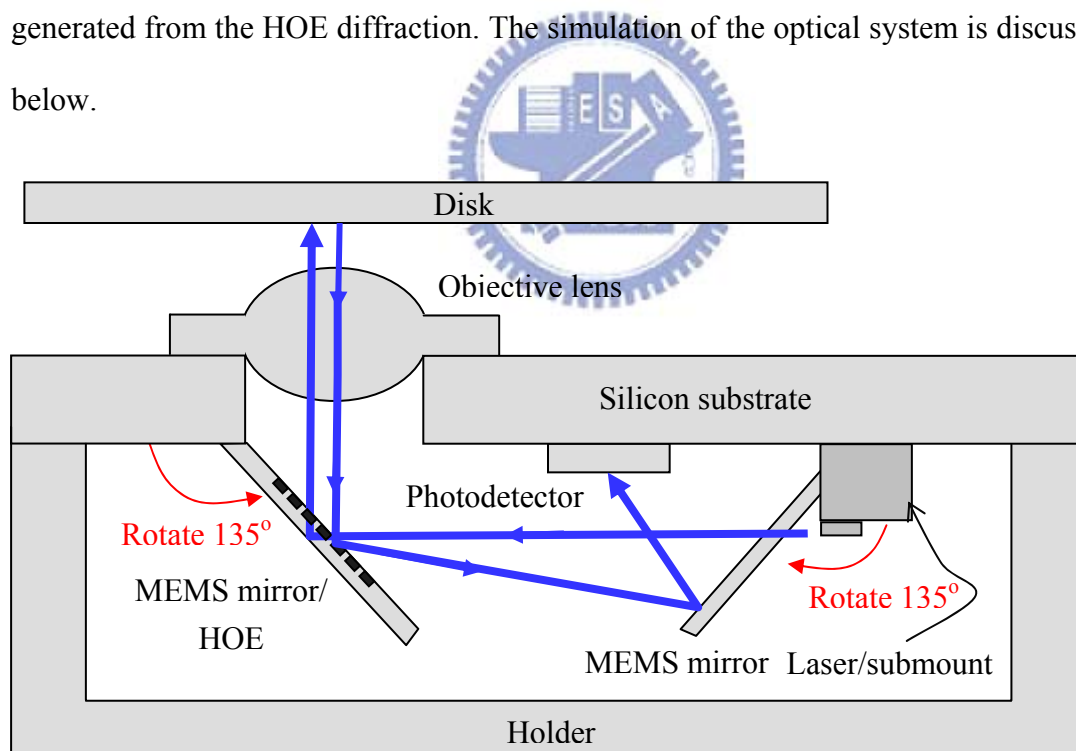 generated from the HOE diffraction. The simulation of the optical system is discus
below.
ESA
Disk
Objective lens
Silicon substrate
Photodetector
Rotate 135°
MEMS mirror/
HOE
Rotate 135°
MEMS mirror
Laser/submount
Holder